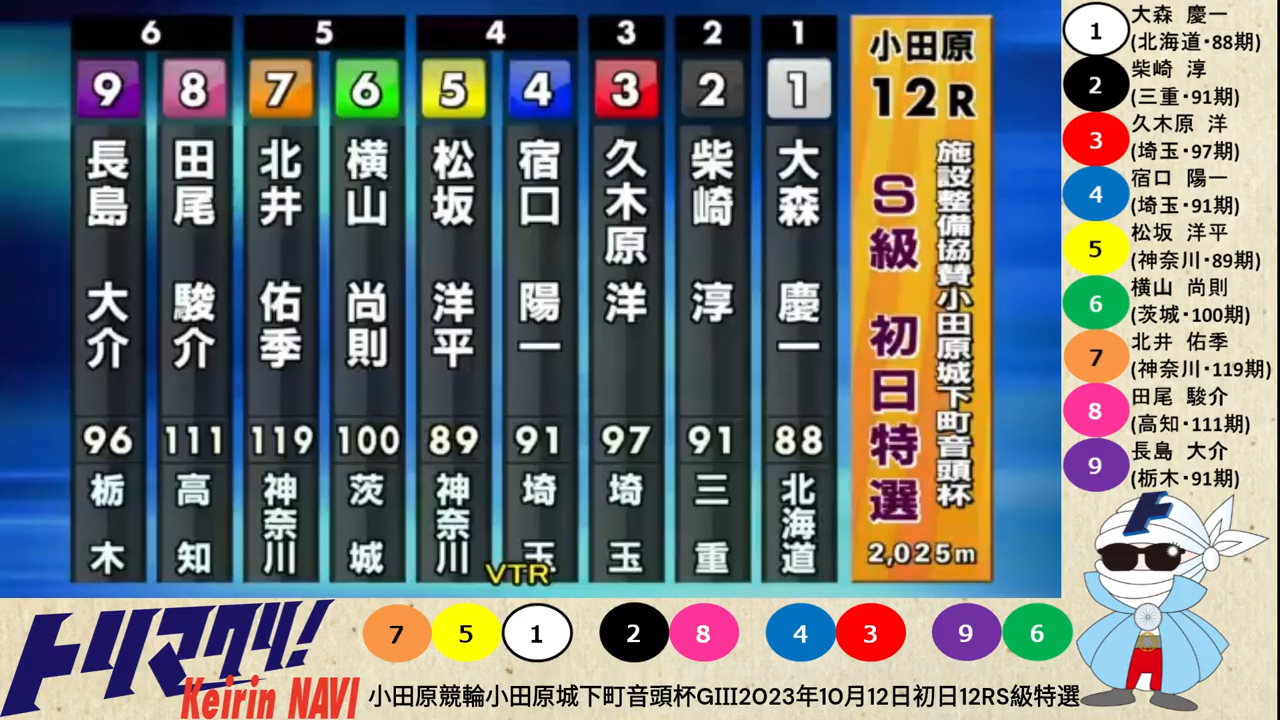 6 5 4 3 2 1
9 8 7 6 5 4 3 2 1
小田原
12R
施設整備協賛小田原城下町音頭杯
S級 初日特選
2,025m
大森 慶一 88 北海道
柴崎 淳 91 三重
久木原 洋 97 埼玉
宿口 陽一 91 埼玉
松坂 洋平 89 神奈川
横山 尚則 100 茨城
北井 佑季 119 神奈川
田尾 駿介 111 高知
長島 大介 96 栃木
VTR
1 大森 慶一
(北海道・88期)
2 柴崎 淳
(三重・91期)
3 久木原 洋
(埼玉・97期)
4 宿口 陽一
(埼玉・91期)
5 松坂 洋平
(神奈川・89期)
6 横山 尚則
(茨城・100期)
7 北井 佑季
(神奈川・119期)
8 田尾 駿介
(高知・111期)
9 長島 大介
(栃木・91期)
ト
トリマクリ!
Keirin NAVI
7 5 1 2 8 4 3 9 6
小田原競輪小田原城下町音頭杯GIII2023年10月12日初日12RS級特選